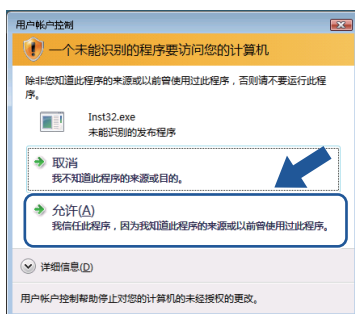 用户帐户控制
一个未能识别的程序要访问您的计算机
除非您知道此程序的来源或以前曾使用过此程序，否则请不要运行此程
序。
Inst32.exe
未能识别的发布程序
取消
我不知道此程序的来源或目的。
允许(A)
我信任此程序，因为我知道此程序的来源或以前曾使用过此程序。
详细信息(D)
用户帐户控制帮助停止对您的计算机的未经授权的更改。